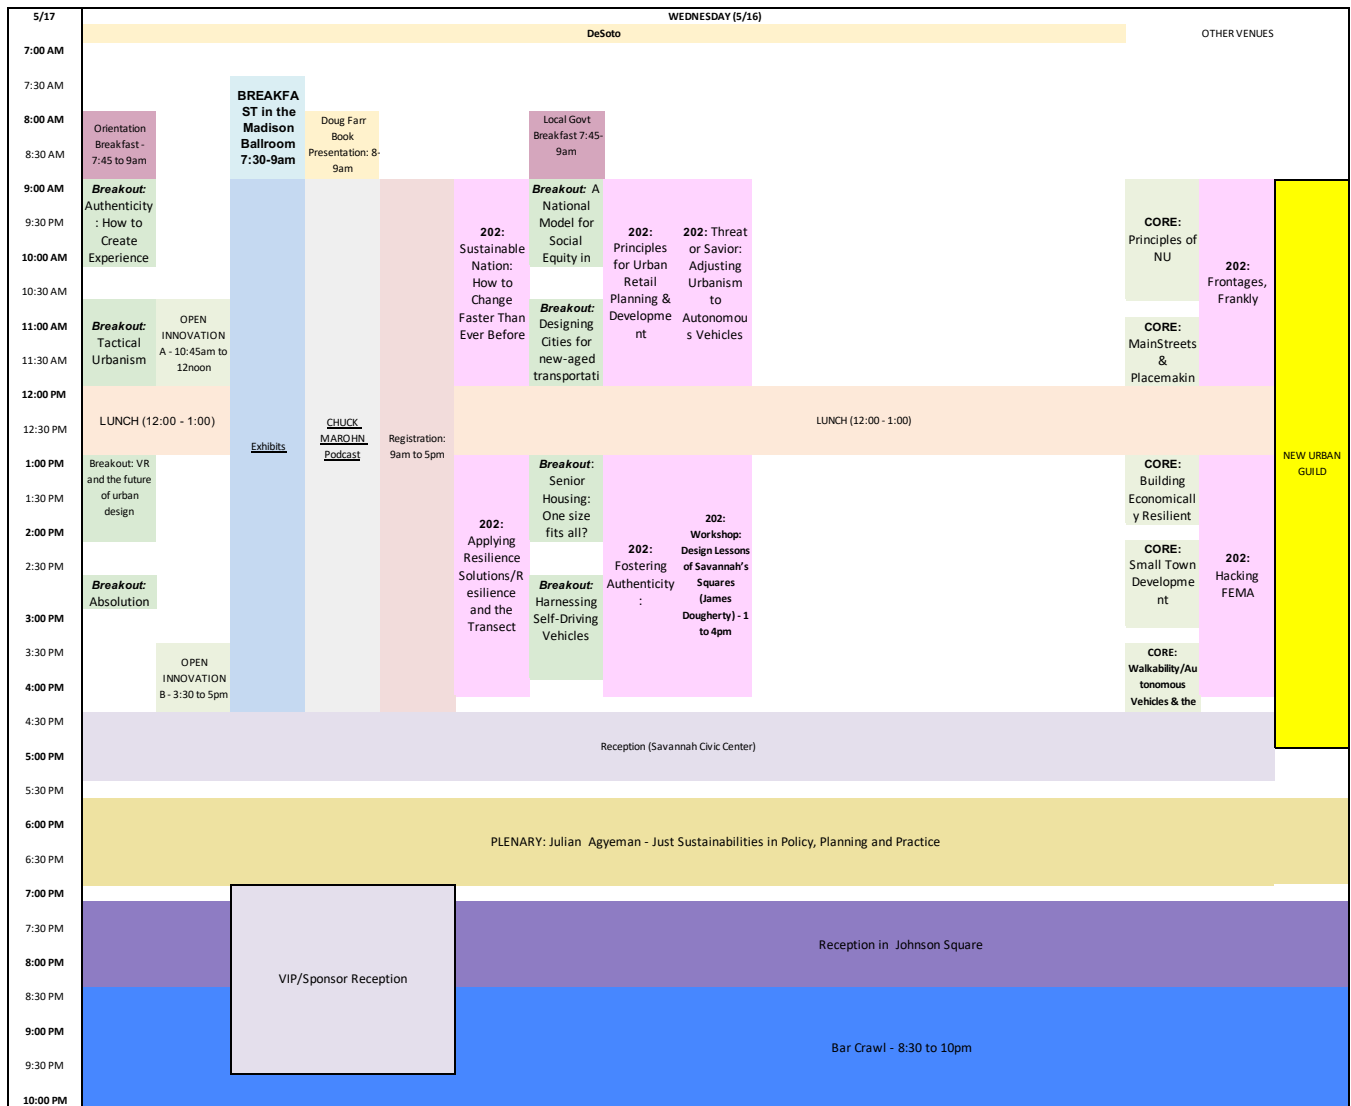 5/17
WEDNESDAY (5/16)
DeSoto
OTHER VENUES
7:00 AM
7:30 AM
8:00 AM
8:30 AM
9:00 AM
9:30 PM
10:00 AM
10:30 AM
11:00 AM
11:30 AM
12:00 PM
12:30 PM
1:00 PM
1:30 PM
2:00 PM
2:30 PM
3:00 PM
3:30 PM
4:00 PM
4:30 PM
5:00 PM
5:30 PM
6:00 PM
6:30 PM
7:00 PM
7:30 PM
8:00 PM
8:30 PM
9:00 PM
9:30 PM
10:00 PM
Orientation
Breakfast -
7:45 to 9am
BREAKFA
ST in the
Madison
Ballroom
7:30-9am
Doug Farr
Book
Presentation: 8-
9am
Local Govt
Breakfast 7:45-
9am
Breakout:
Authenticity
: How to
Create
Experience
Breakout:
Tactical
Urbanism
OPEN
INNOVATION
A - 10:45am to
12noon
LUNCH (12:00 - 1:00)
Breakout: VR
and the future
of urban
design
Breakout:
Absolution
OPEN
INNOVATION
B - 3:30 to 5pm
Exhibits
CHUCK
MAROHN
Podcast
Registration:
9am to 5pm
202:
Sustainable
Nation:
How to
Change
Faster Than
Ever Before
Breakout: A
National
Model for
Social
Equity in
Breakout:
Designing
Cities for
new-aged
transportati
202:
Principles
for Urban
Retail
Planning &
Developme
nt
202: Threat
or Savior:
Adjusting
Urbanism
to
Autonomou
s Vehicles
CORE:
Principles of
NU
CORE:
MainStreets
&
Placemakin
202:
Frontages,
Frankly
NEW URBAN
GUILD
LUNCH (12:00 - 1:00)
202:
Applying
Resilience
Solutions/R
esilience
and the
Transect
Breakout:
Senior
Housing:
One size
fits all?
Breakout:
Harnessing
Self-Driving
Vehicles
202:
Fostering
Authenticity
:
202:
Workshop:
Design Lessons
of Savannah's
Squares
(James
Dougherty) - 1
to 4pm
CORE:
Building
Economicall
y Resilient
CORE:
Small Town
Developme
nt
CORE:
Walkability/Au
tonomous
Vehicles & the
202:
Hacking
FEMA
Reception (Savannah Civic Center)
PLENARY: Julian Agyeman - Just Sustainabilities in Policy, Planning and Practice
VIP/Sponsor Reception
Reception in Johnson Square
Bar Crawl - 8:30 to 10pm